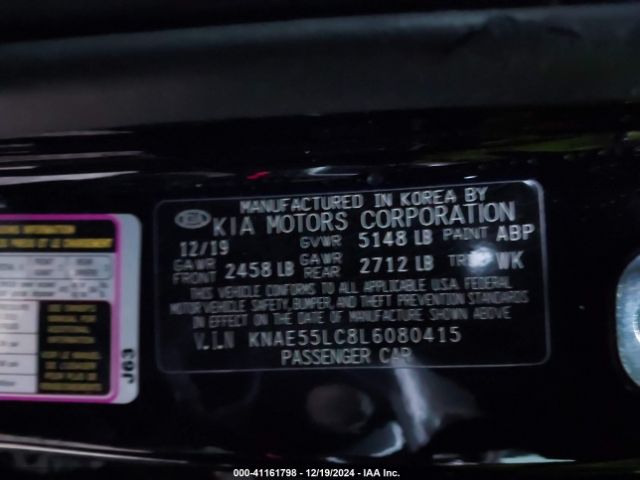 MANUFACTURED IN KOREA BY
KIA KIA MOTORS CORPORATION
12/19 GVWR 5148 LB PAINT ABP
GAWR FRONT 2458 LB GAWR REAR 2712 LB WK
THIS VEHICLE CONFORMS TO ALL APPLICABLE U.S.A. FEDERAL
MOTOR VEHICLE SAFETY, BUMPER, AND THEFT PREVENTION STANDARDS
IN EFFECT ON THE DATE OF MANUFACTURE SHOWN ABOVE
V.I.N KNAE55LC8L6080415
PASSENGER CAR
J63
000-41161798 - 12/19/2024 - IAA Inc.